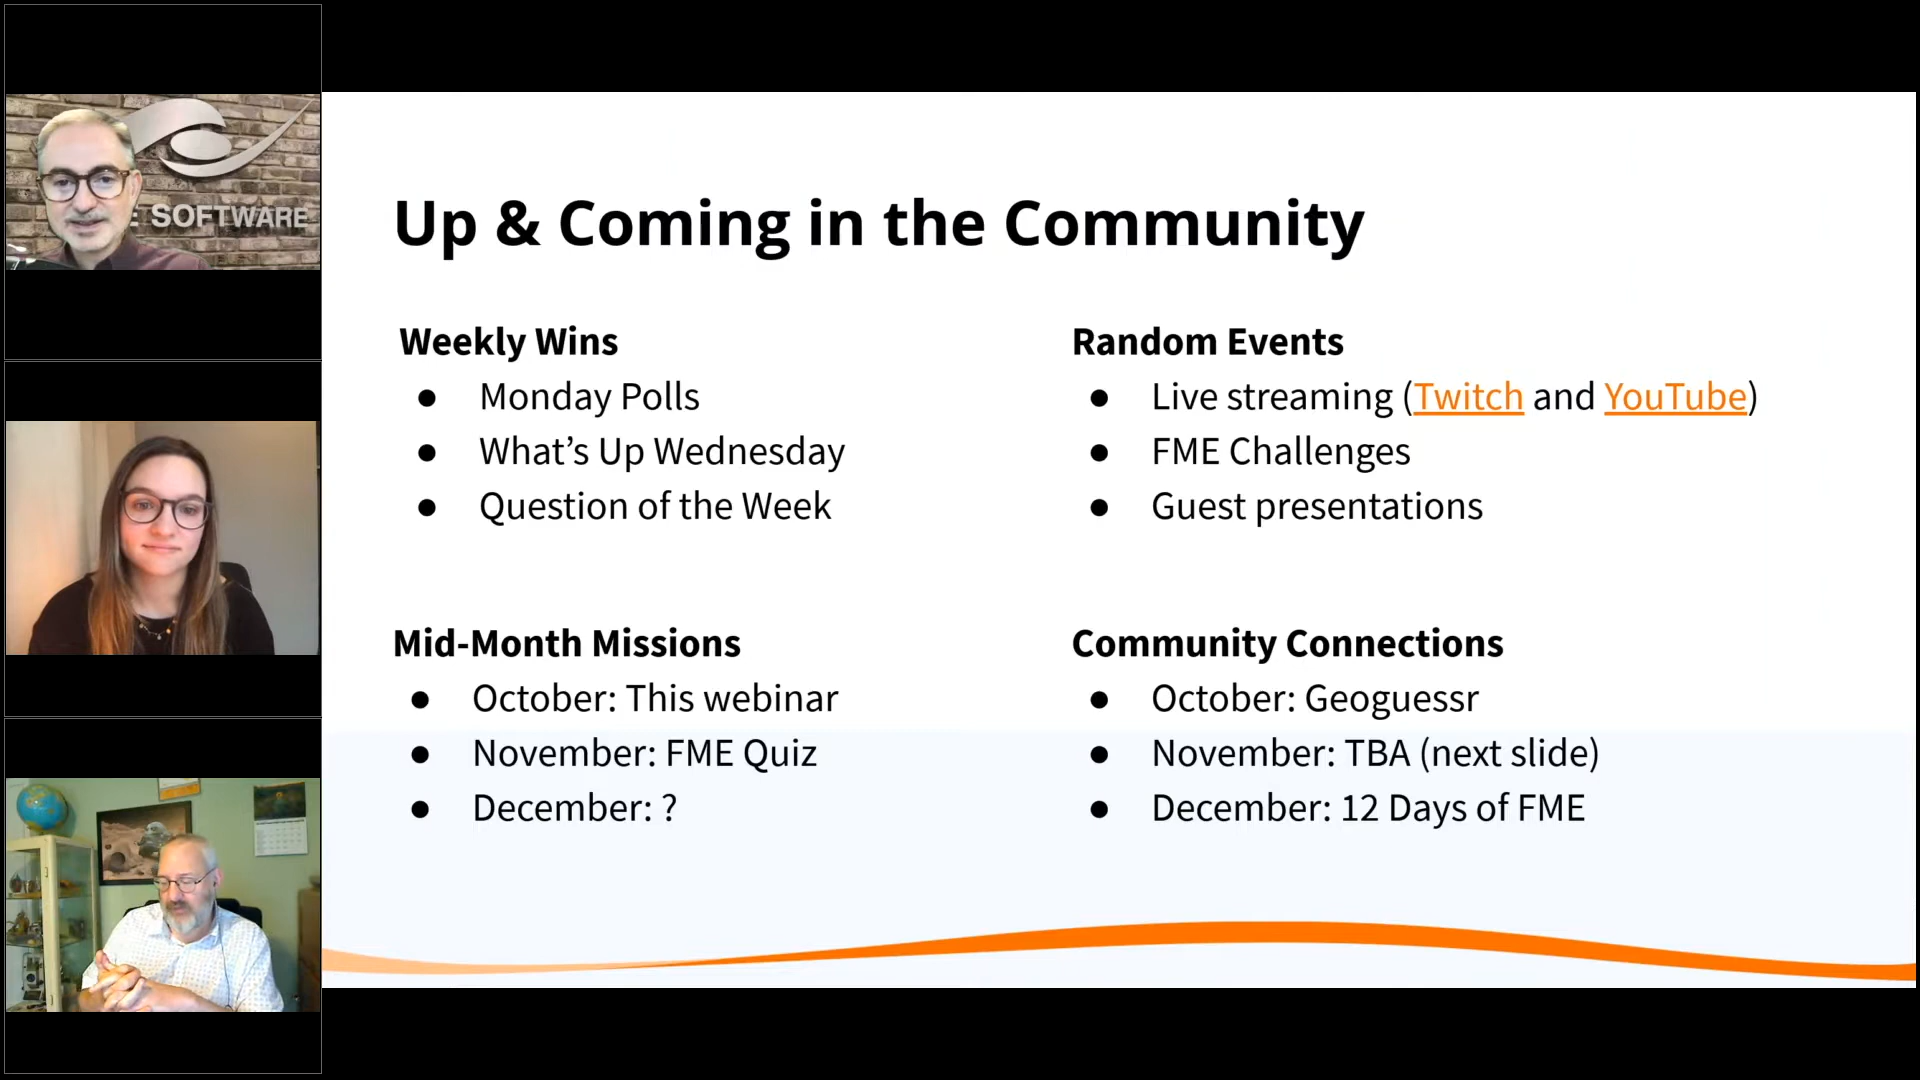 E SOFTWARE
Up & Coming in the Community
Weekly Wins
● Monday Polls
● What’s Up Wednesday
● Question of the Week
Random Events
● Live streaming (Twitch and YouTube)
● FME Challenges
● Guest presentations
Mid-Month Missions
● October: This webinar
● November: FME Quiz
● December: ?
Community Connections
● October: Geoguessr
● November: TBA (next slide)
● December: 12 Days of FME